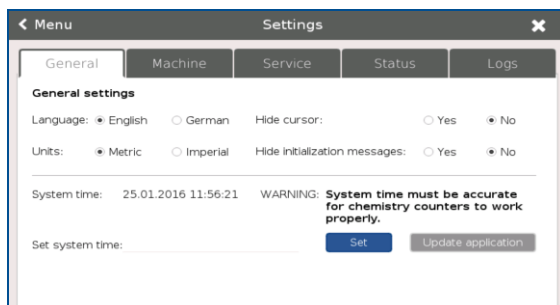 Menu Settings
General Machine Service Status Logs
General settings
Language: English German Hide cursor: Yes No
Units: Metric Imperial Hide initialization messages: Yes No
System time: 25.01.2016 11:56:21 WARNING: System time must be accurate
for chemistry counters to work
properly.
Set system time: Set Update application